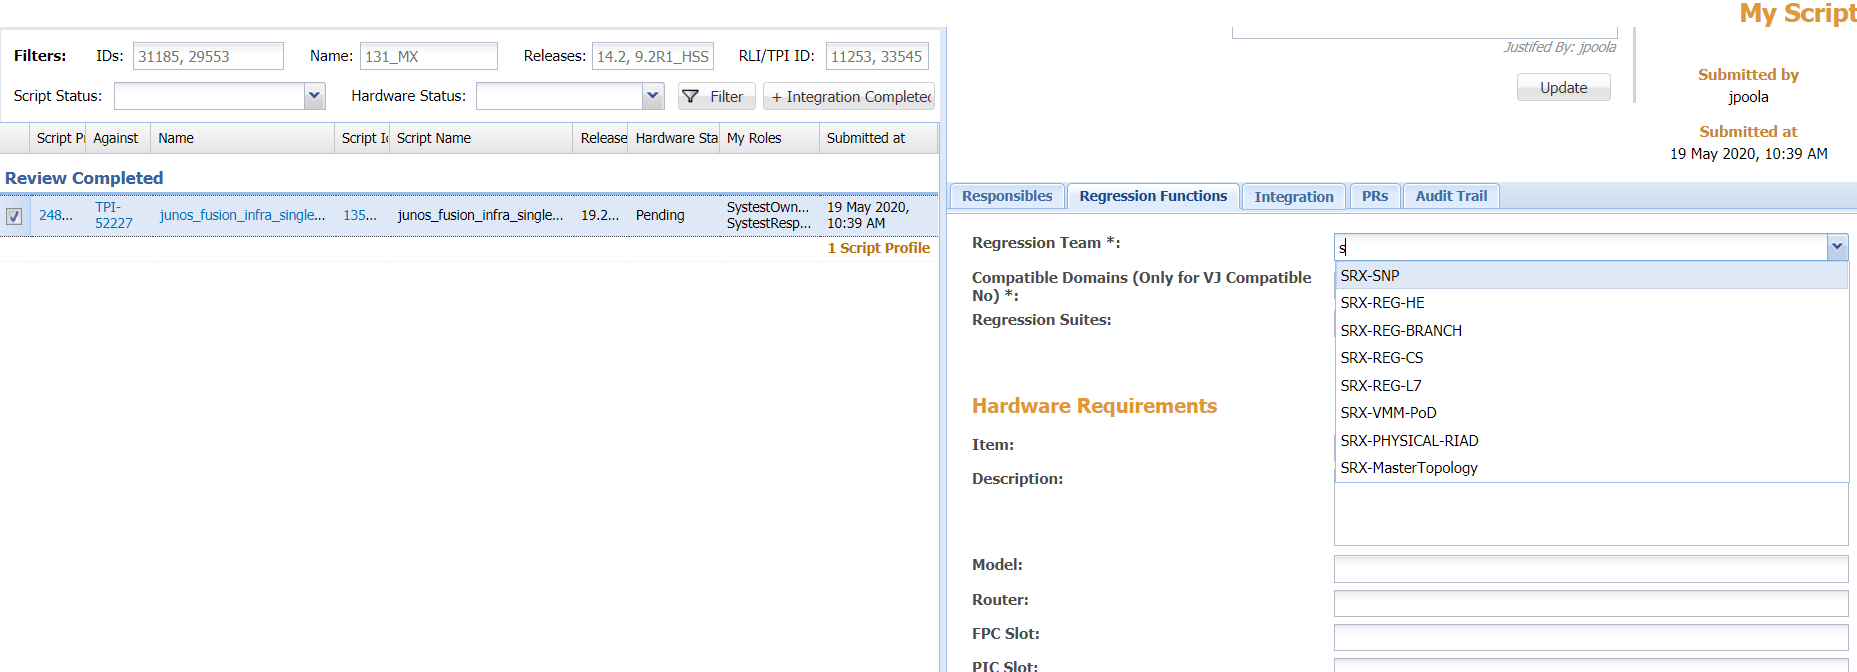 My Script
Filters: IDs: 31185, 29553 Name: 131_MX Releases: 14.2, 9.2R1_HSS RLI/TPI ID: 11253, 33545
Script Status: Hardware Status: Filter + Integration Completed
Script Pr Against Name Script Id Script Name Release Hardware Sta My Roles Submitted at
Review Completed
248... TPI-52227 junos_fusion_infra_single... 135... junos_fusion_infra_single... 19.2... Pending SystestOwn... SystestResp... 19 May 2020, 10:39 AM
1 Script Profile
Justifed By: jpoola
Update
Submitted by
jpoola
Submitted at
19 May 2020, 10:39 AM
Responsibles Regression Functions Integration PRs Audit Trail
Regression Team *: s
Compatible Domains (Only for VJ Compatible
No) *:
Regression Suites:
SRX-SNP
SRX-REG-HE
SRX-REG-BRANCH
SRX-REG-CS
SRX-REG-L7
SRX-VMM-PoD
SRX-PHYSICAL-RIAD
SRX-MasterTopology
Hardware Requirements
Item:
Description:
Model:
Router:
FPC Slot:
PIC Slot: